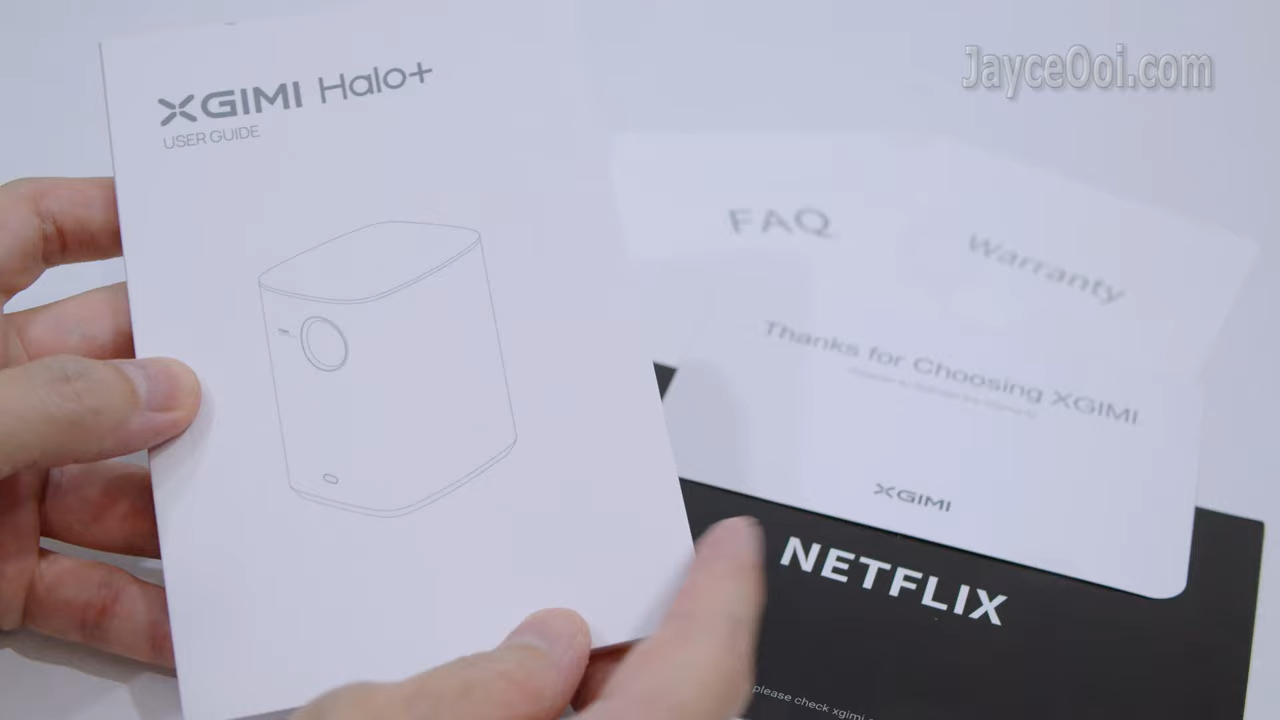 XGIMI Halo+
USER GUIDE
JayceOoi.com
FAQ
Warranty
Thanks for Choosing XGIMI
XGIMI
NETFLIX
please check xgimi